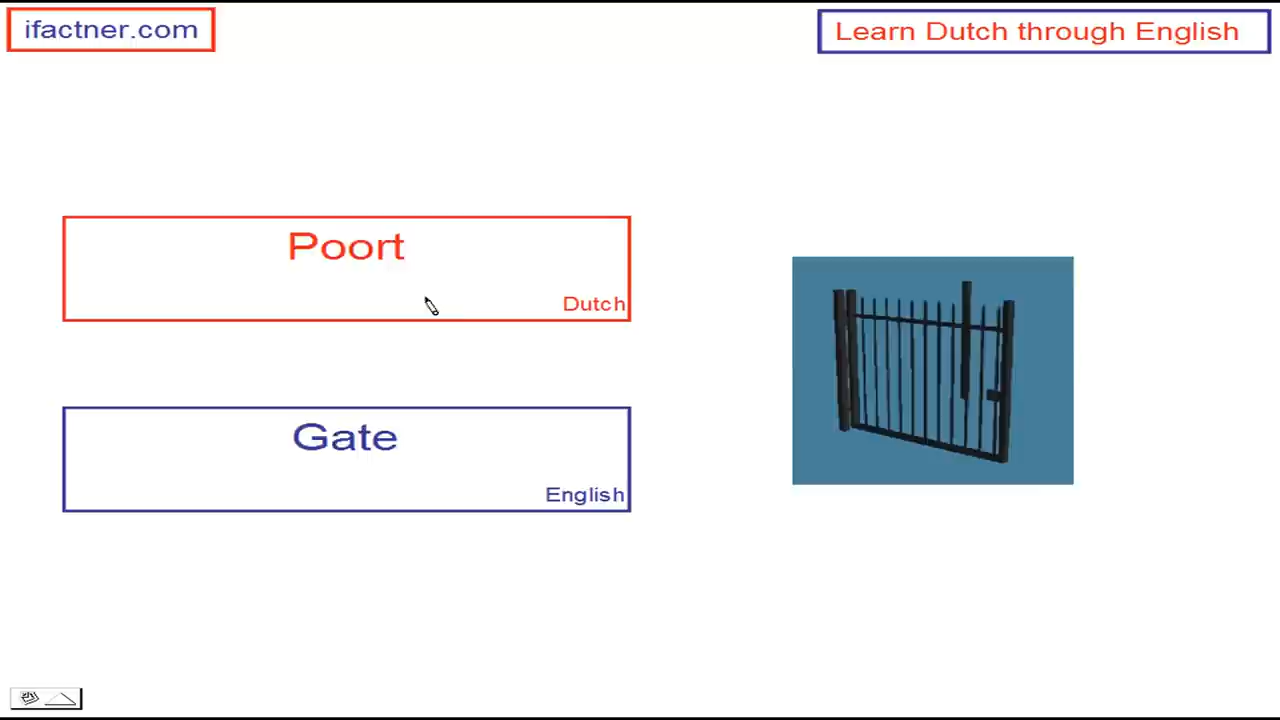 ifactner.com
Learn Dutch through English
Poort
Dutch
Gate
English